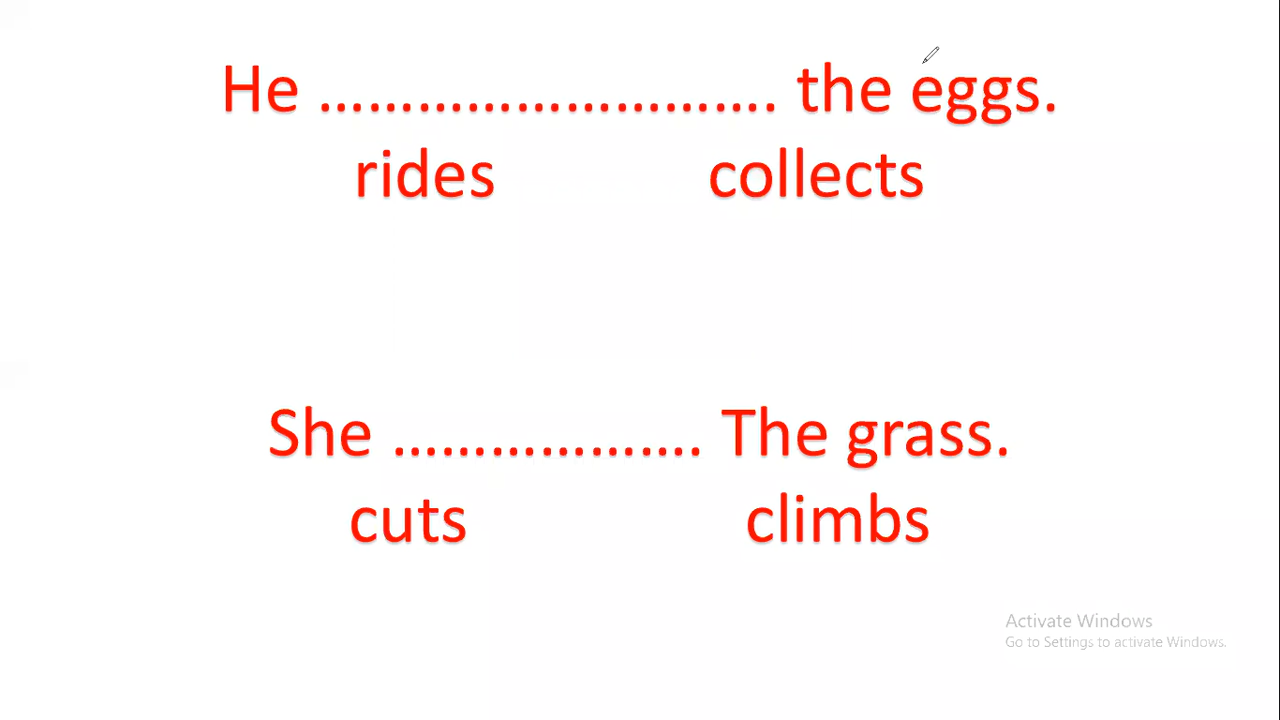 He ............................ the eggs.
rides collects
She ................... The grass.
cuts climbs
Activate Windows
Go to Settings to activate Windows.